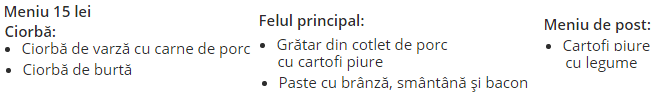 Meniu 15 lei
Ciorbă:
• Ciorbă de varză cu carne de porc
• Ciorbă de burtă
Felul principal:
• Grătar din cotlet de porc
cu cartofi piure
• Paste cu brânză, smântână şi bacon
Meniu de post:
• Cartofi piure
cu legume